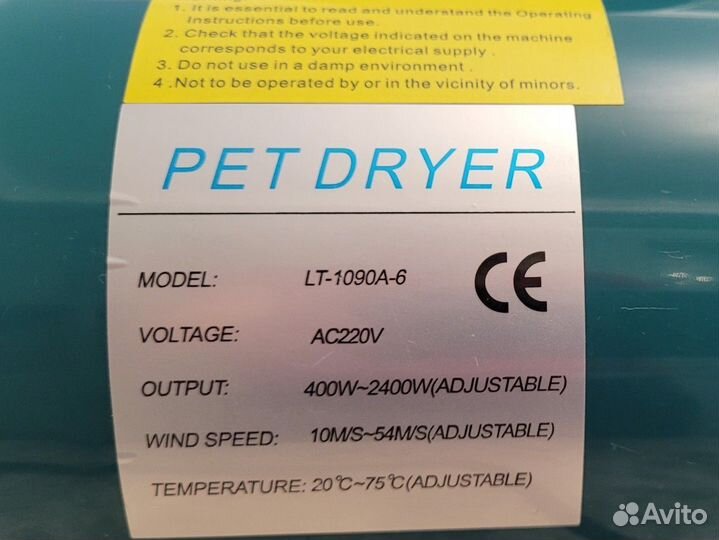 1. It is essential to read and understand the Operating
Instructions before use.
2. Check that the voltage indicated on the machine
corresponds to your electrical supply .
3. Do not use in a damp environment .
4 .Not to be operated by or in the vicinity of minors.
PET DRYER
MODEL: LT-1090A-6 CE
VOLTAGE: AC220V
OUTPUT: 400W~2400W(ADJUSTABLE)
WIND SPEED: 10M/S~54M/S(ADJUSTABLE)
TEMPERATURE: 20℃~75℃(ADJUSTABLE)
Avito